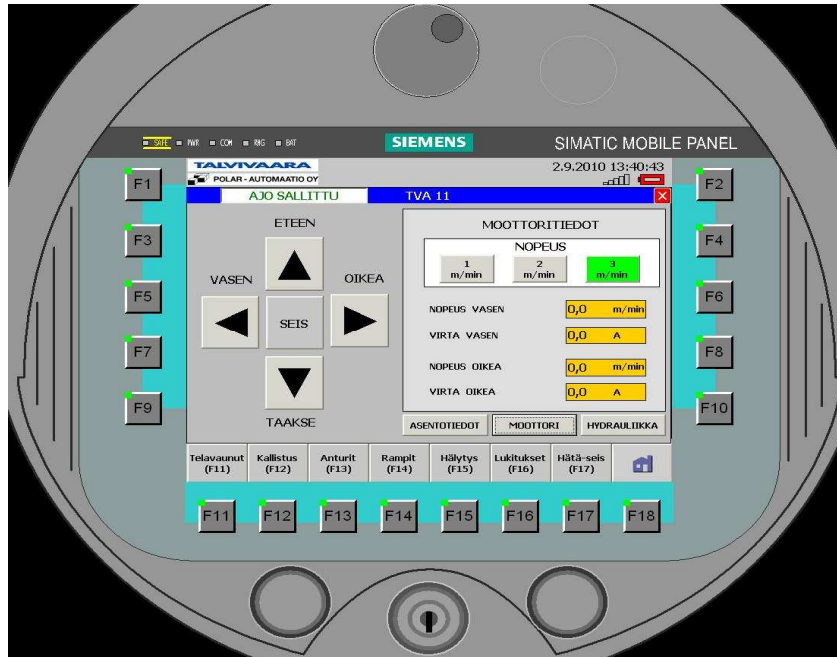 SAFE PWR COM RNG BAT
SIEMENS
SIMATIC MOBILE PANEL
TALVIVAARA
POLAR - AUTOMAATIO OY
2.9.2010 13:40:43
AJO SALLITTU
TVA 11
F1
F2
F3
F4
F5
F6
F7
F8
F9
F10
ETEEN
VASEN
OIKEA
SEIS
TAAKSE
MOOTTORITIEDOT
NOPEUS
1 m/min
2 m/min
3 m/min
NOPEUS VASEN 0,0 m/min
VIRTA VASEN 0,0 A
NOPEUS OIKEA 0,0 m/min
VIRTA OIKEA 0,0 A
ASENTOTIEDOT MOOTTORI HYDRAULIIKKA
Telavaunut (F11)
Kallistus (F12)
Anturit (F13)
Rampit (F14)
Hälytys (F15)
Lukitukset (F16)
Hätä-seis (F17)
F11 F12 F13 F14 F15 F16 F17 F18